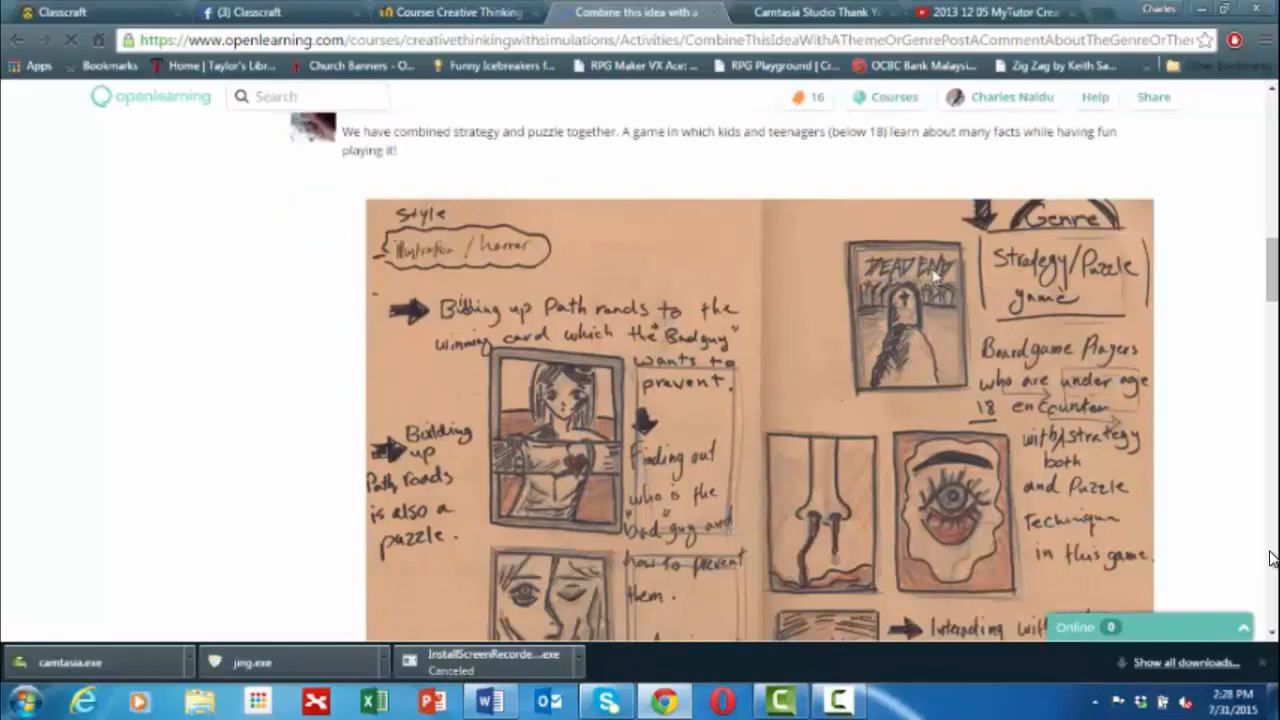 Classcraft
(3) Classcraft
Course: Creative Thinking
Combine this idea with a
Camtasia Studio Thank Y
2013 12 05 MyTutor Cre
Charles
https://www.openlearning.com/courses/creativethinkingwithsimulations/Activities/CombineThisIdeaWithAThemeOrGenrePostACommentAboutTheGenreOrTher
Apps
Bookmarks
Home | Taylor's Libr...
Church Banners - O...
Funny Icebreakers f...
RPG Maker VX Ace: ...
RPG Playground | Cr...
OCBC Bank Malaysi...
Zig Zag by Keith Sa...
Other bookmarks
openlearning
Search
16
Courses
Charles Naidu
Help
Share
We have combined strategy and puzzle together. A game in which kids and teenagers (below 18) learn about many facts while having fun
playing it!
Style
illustration / horror
up Path roads to the
winning card which the "Bad guy"
wants to
prevent.
Building
up
Path roads
is also a
puzzle.
Finding out
who is the
"bad" guy and
how to prevent
them.
Genre
DEAD END
Strategy/Puzzle
game
Boardgame Players
who are under age
18 encounter
with strategy
both
and Puzzle
Technique
in this game.
Online 0
camtasia.exe
jing.exe
InstallScreenRecorde....exe
Canceled
Show all downloads...
2:28 PM
7/31/2015